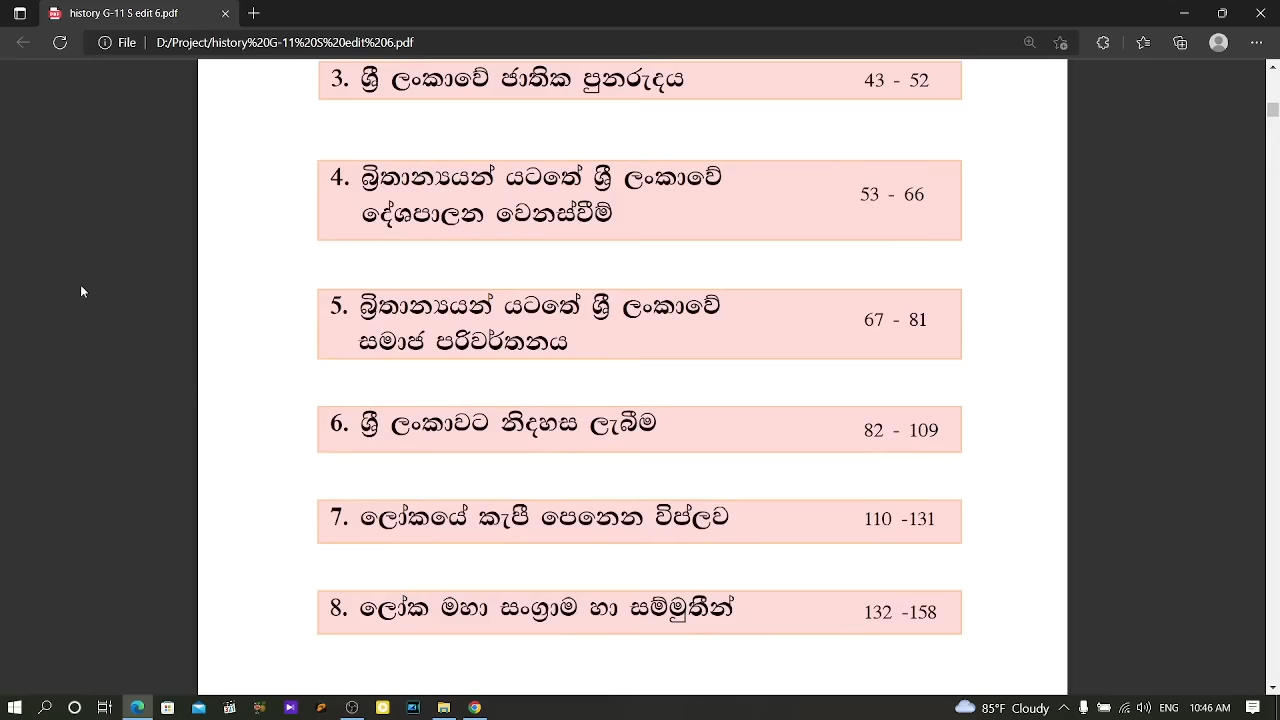 history G-11 S edit 6.pdf
File
D:/Project/history%20G-11%20S%20edit%206.pdf
3. ශ්‍රී ලංකාවේ ජාතික පුනරුදය 43 - 52
4. බ්‍රිතාන්‍යයන් යටතේ ශ්‍රී ලංකාවේ
දේශපාලන වෙනස්වීම් 53 - 66
5. බ්‍රිතාන්‍යයන් යටතේ ශ්‍රී ලංකාවේ
සමාජ පරිවර්තනය 67 - 81
6. ශ්‍රී ලංකාවට නිදහස ලැබීම 82 - 109
7. ලෝකයේ කැපී පෙනෙන විප්ලව 110 -131
8. ලෝක මහා සංග්‍රාම හා සම්මුතීන් 132 -158
85°F Cloudy ENG 10:46 AM